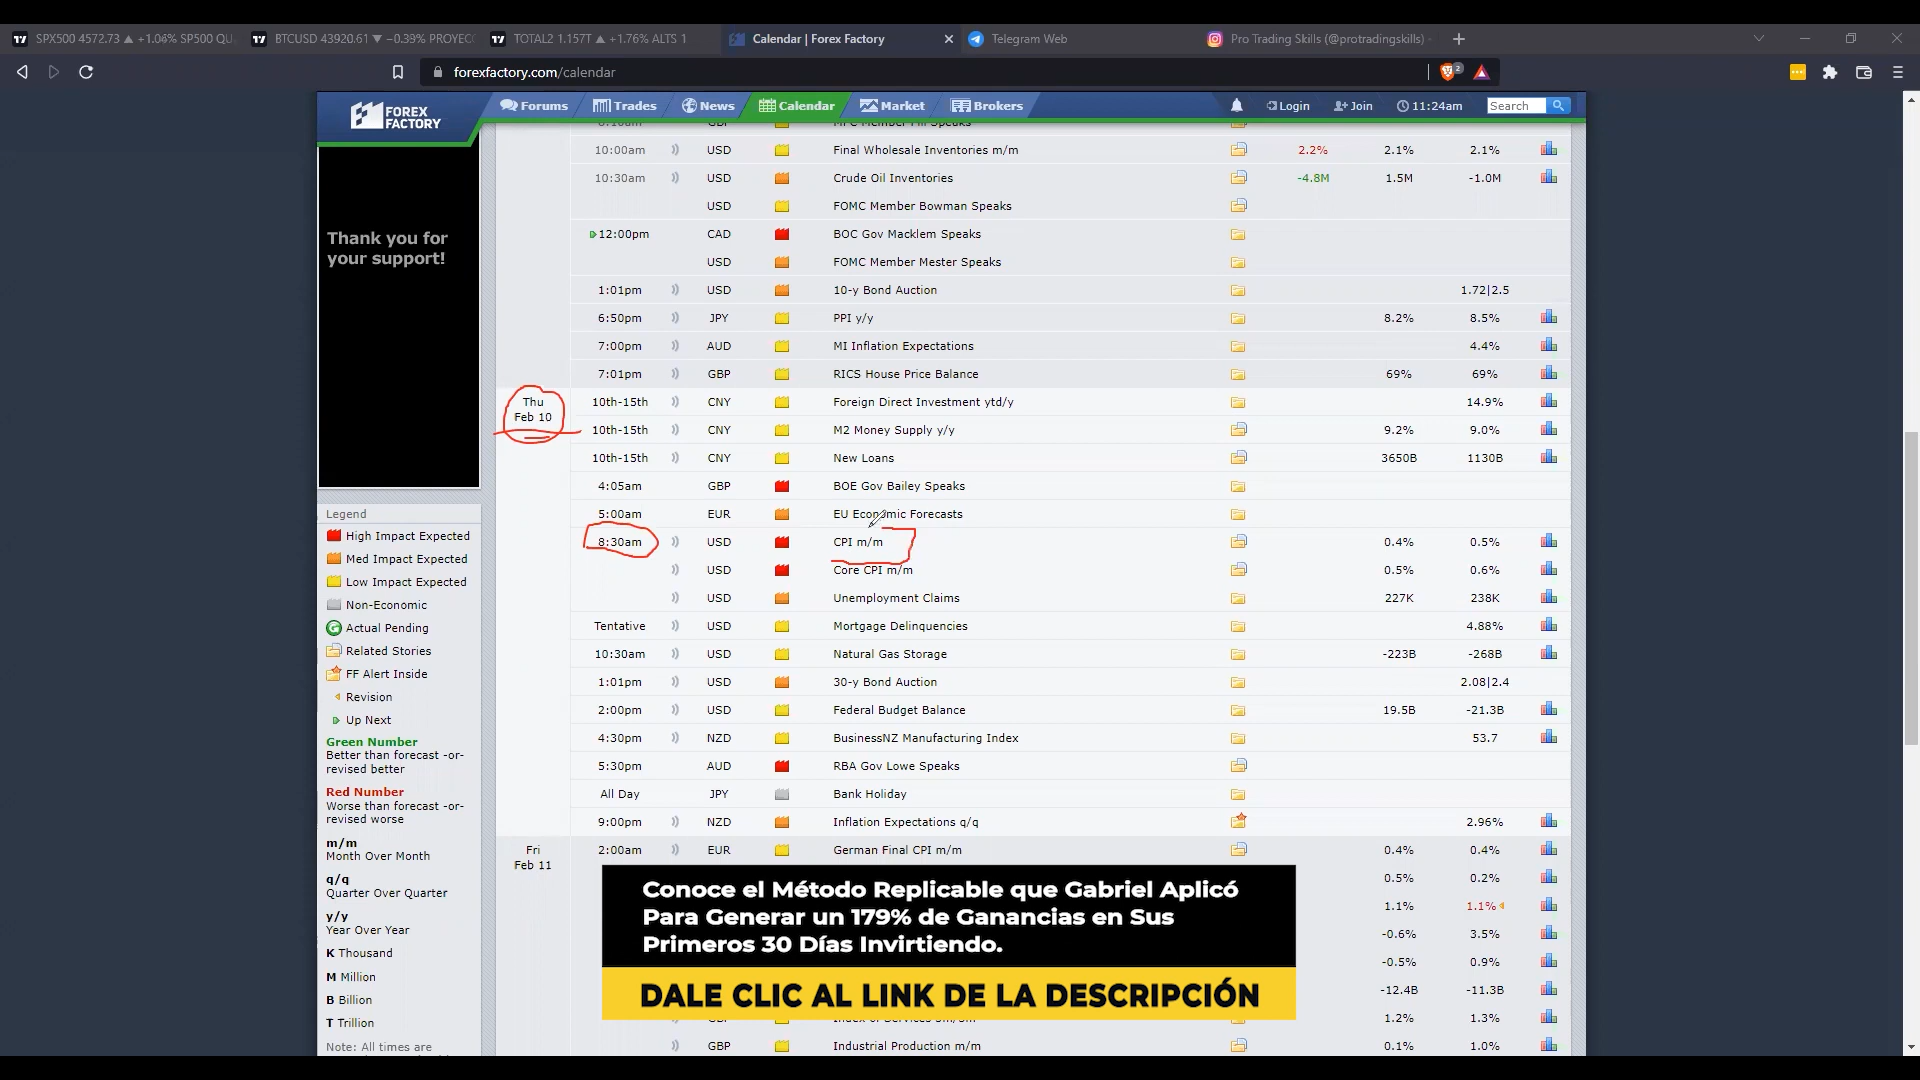 SPX500 4572.73 ▲ +1.04% SP500 QU
BTCUSD 43920.61 ▼ −0.39% PROYEC
TOTAL2 1.157T ▲ +1.76% ALTS 1
Calendar | Forex Factory
Telegram Web
Pro Trading Skills (@protradingskills)
forexfactory.com/calendar
2
FOREX FACTORY
Forums
Trades
News
Calendar
Market
Brokers
Login
Join
11:24am
Search
Thank you for
your support!
10:00am USD Final Wholesale Inventories m/m 2.2% 2.1% 2.1%
10:30am USD Crude Oil Inventories -4.8M 1.5M -1.0M
USD FOMC Member Bowman Speaks
12:00pm CAD BOC Gov Macklem Speaks
USD FOMC Member Mester Speaks
1:01pm USD 10-y Bond Auction 1.72|2.5
6:50pm JPY PPI y/y 8.2% 8.5%
7:00pm AUD MI Inflation Expectations 4.4%
7:01pm GBP RICS House Price Balance 69% 69%
Thu
Feb 10
10th-15th CNY Foreign Direct Investment ytd/y 14.9%
10th-15th CNY M2 Money Supply y/y 9.2% 9.0%
10th-15th CNY New Loans 3650B 1130B
4:05am GBP BOE Gov Bailey Speaks
5:00am EUR EU Economic Forecasts
8:30am USD CPI m/m 0.4% 0.5%
USD Core CPI m/m 0.5% 0.6%
USD Unemployment Claims 227K 238K
Tentative USD Mortgage Delinquencies 4.88%
10:30am USD Natural Gas Storage -223B -268B
1:01pm USD 30-y Bond Auction 2.08|2.4
2:00pm USD Federal Budget Balance 19.5B -21.3B
4:30pm NZD BusinessNZ Manufacturing Index 53.7
5:30pm AUD RBA Gov Lowe Speaks
All Day JPY Bank Holiday
9:00pm NZD Inflation Expectations q/q 2.96%
Fri
Feb 11
2:00am EUR German Final CPI m/m 0.4% 0.4%
0.5% 0.2%
1.1% 1.1%
-0.6% 3.5%
-0.5% 0.9%
-12.4B -11.3B
1.2% 1.3%
GBP Industrial Production m/m 0.1% 1.0%
Legend
High Impact Expected
Med Impact Expected
Low Impact Expected
Non-Economic
Actual Pending
Related Stories
FF Alert Inside
Revision
Up Next
Green Number
Better than forecast -or-
revised better
Red Number
Worse than forecast -or-
revised worse
m/m
Month Over Month
q/q
Quarter Over Quarter
y/y
Year Over Year
K Thousand
M Million
B Billion
T Trillion
Note: All times are
Conoce el Método Replicable que Gabriel Aplicó
Para Generar un 179% de Ganancias en Sus
Primeros 30 Días Invirtiendo.
DALE CLIC AL LINK DE LA DESCRIPCIÓN